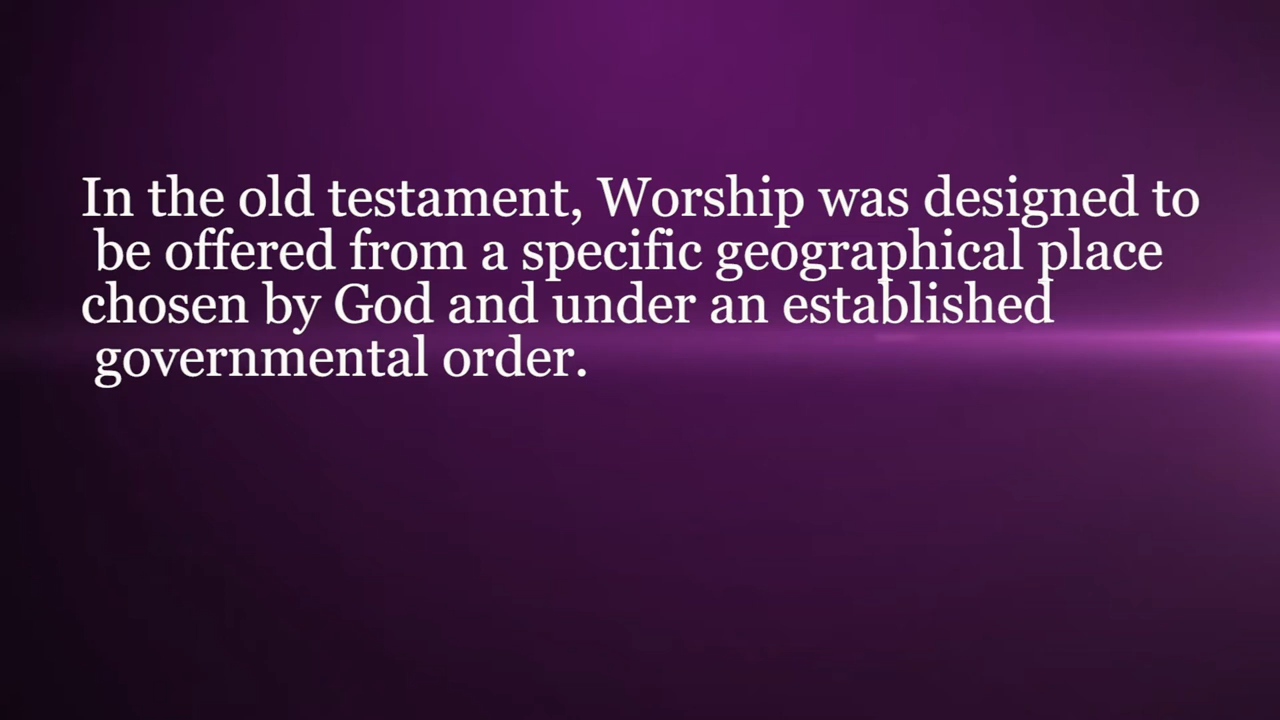 In the old testament, Worship was designed to
be offered from a specific geographical place
chosen by God and under an established
governmental order.